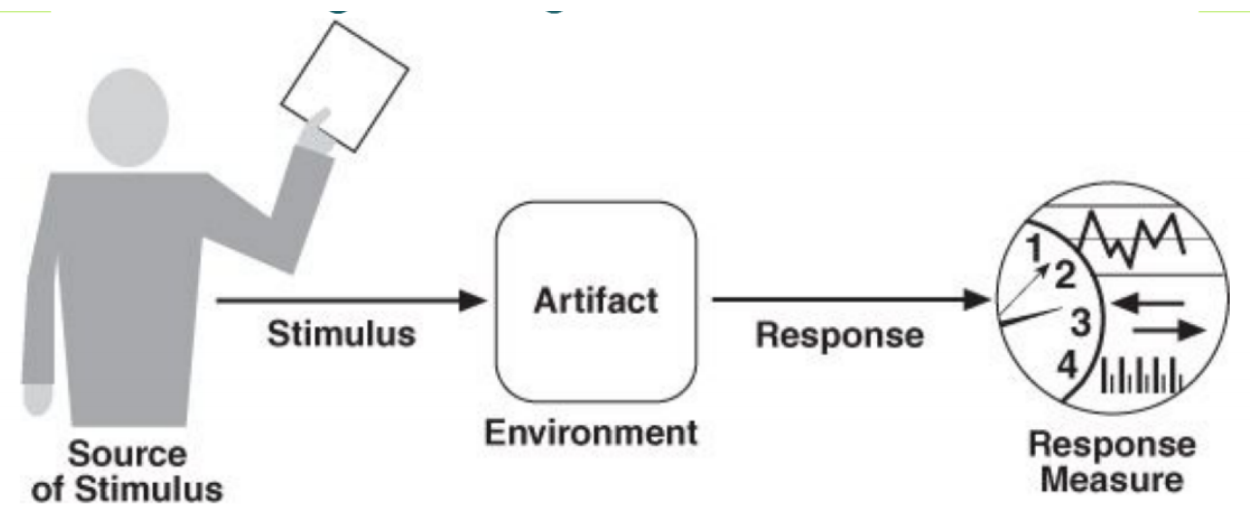 Source
of Stimulus
Stimulus
Artifact
Environment
Response
1
2
3
4
Response
Measure